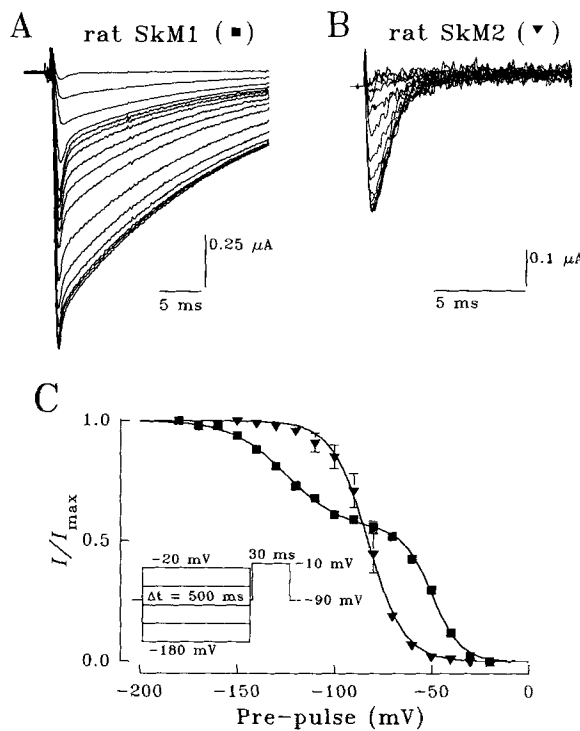 A
rat SkM1 (■)
B
rat SkM2 (▼)
0.25 μA
5 ms
0.1 μA
5 ms
C
1.0
0.5
0.0
I/Imax
30 ms
−20 mV
−10 mV
Δt = 500 ms
−90 mV
−180 mV
−200 −150 −100 −50 0
Pre-pulse (mV)